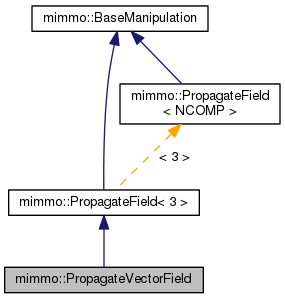 mimmo::BaseManipulation
mimmo::PropagateField
< NCOMP >
< 3 >
mimmo::PropagateField< 3 >
mimmo::PropagateVectorField